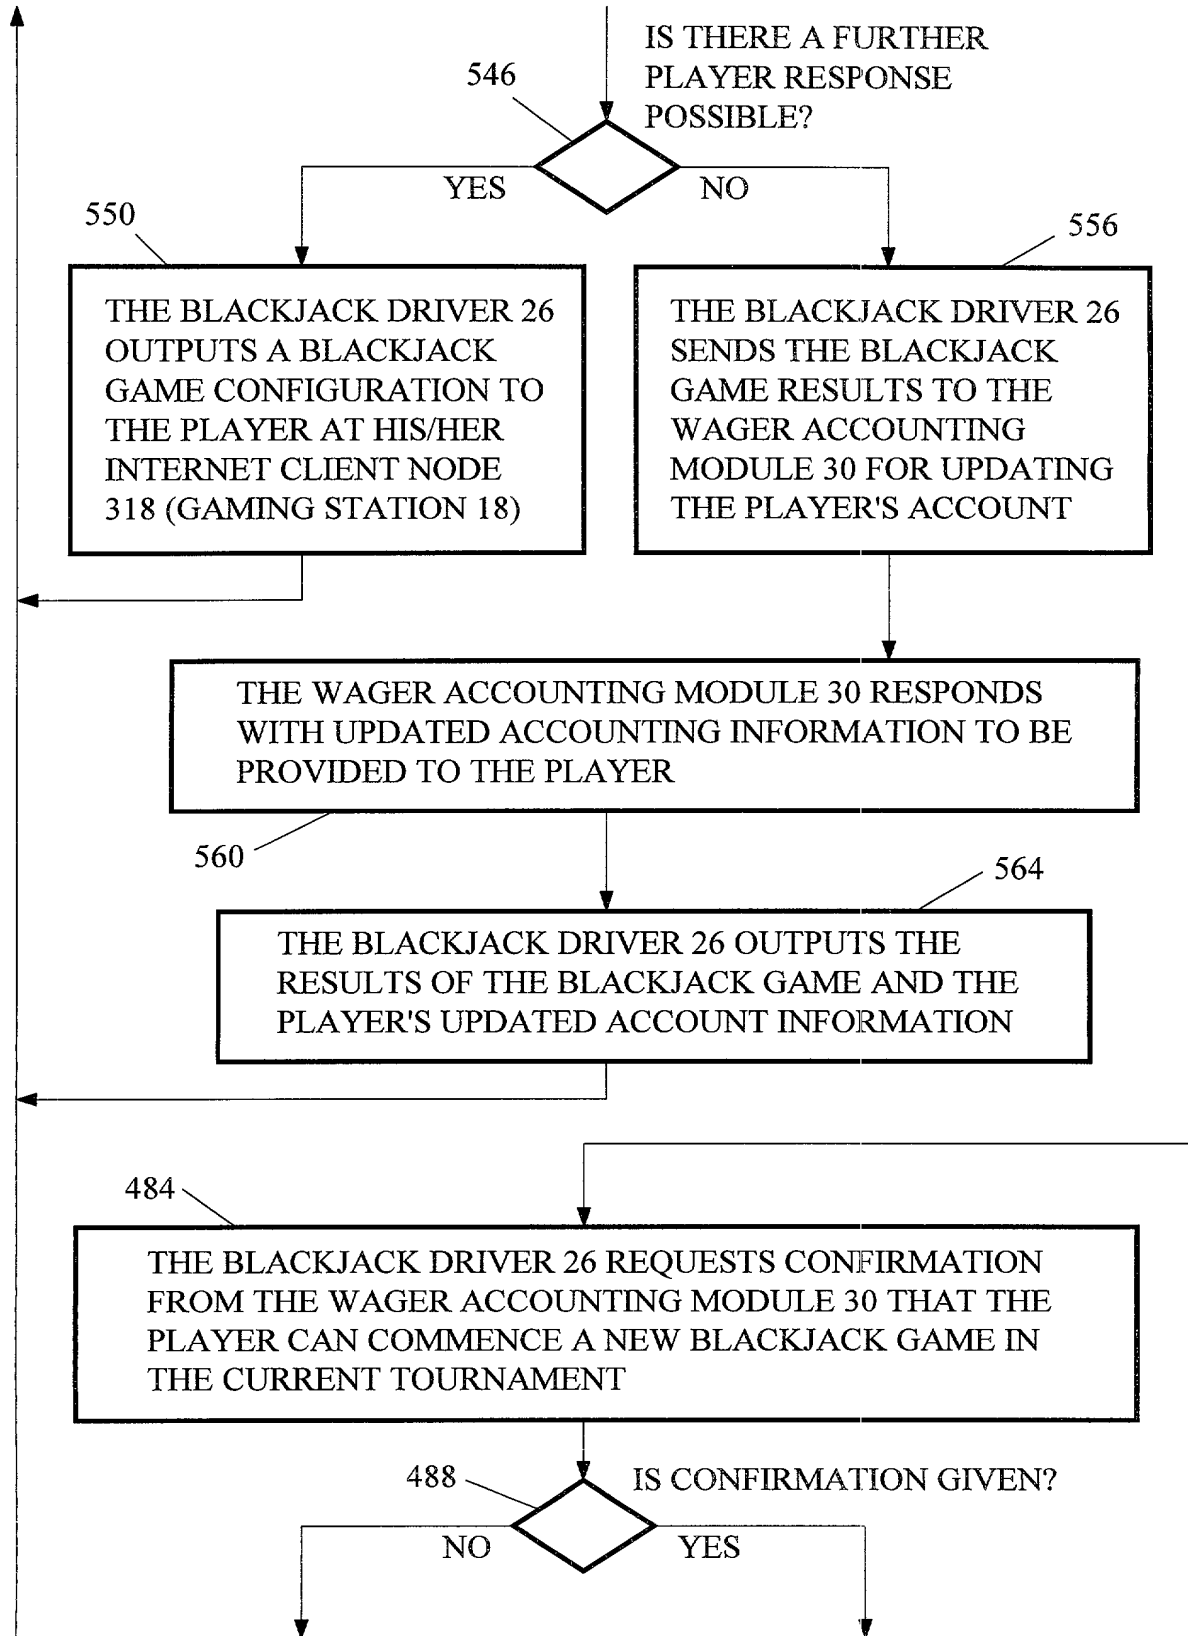 IS THERE A FURTHER
PLAYER RESPONSE
POSSIBLE?
546
YES
NO
550
556
THE BLACKJACK DRIVER 26
OUTPUTS A BLACKJACK
GAME CONFIGURATION TO
THE PLAYER AT HIS/HER
INTERNET CLIENT NODE
318 (GAMING STATION 18)
THE BLACKJACK DRIVER 26
SENDS THE BLACKJACK
GAME RESULTS TO THE
WAGER ACCOUNTING
MODULE 30 FOR UPDATING
THE PLAYER'S ACCOUNT
THE WAGER ACCOUNTING MODULE 30 RESPONDS
WITH UPDATED ACCOUNTING INFORMATION TO BE
PROVIDED TO THE PLAYER
560
564
THE BLACKJACK DRIVER 26 OUTPUTS THE
RESULTS OF THE BLACKJACK GAME AND THE
PLAYER'S UPDATED ACCOUNT INFORMATION
484
THE BLACKJACK DRIVER 26 REQUESTS CONFIRMATION
FROM THE WAGER ACCOUNTING MODULE 30 THAT THE
PLAYER CAN COMMENCE A NEW BLACKJACK GAME IN
THE CURRENT TOURNAMENT
488
IS CONFIRMATION GIVEN?
NO
YES